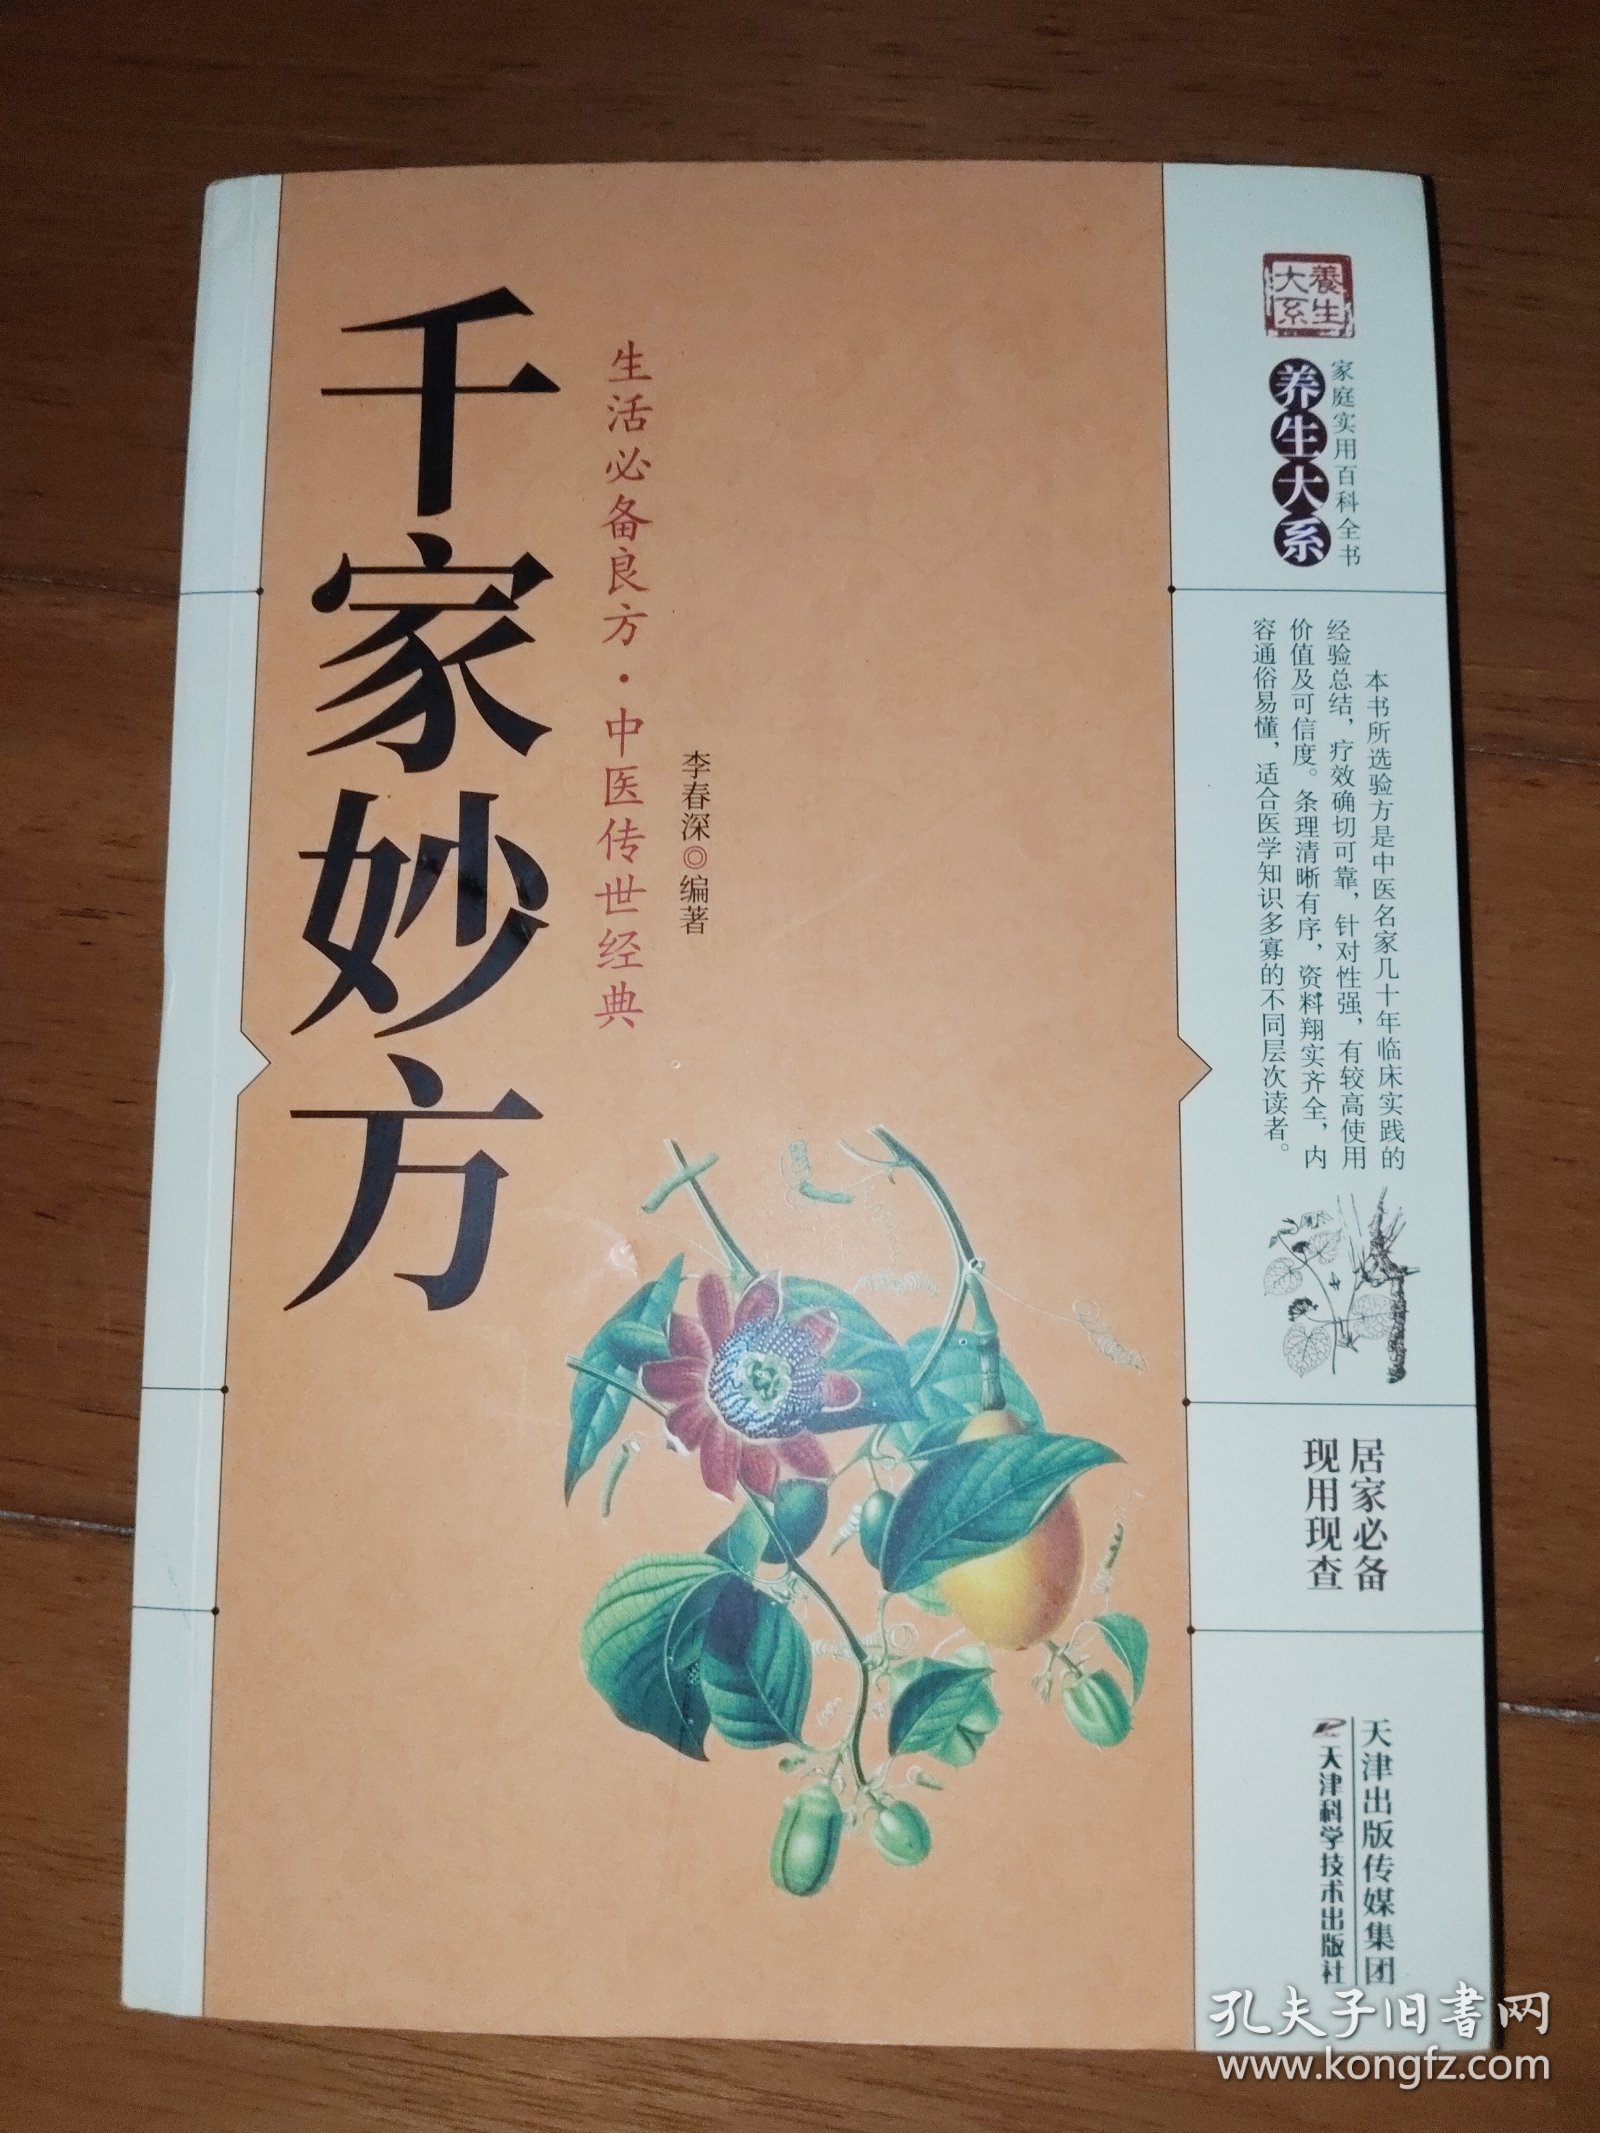 千家妙方
生活必备良方·中医传世经典
李春深◎编著
養生
大系
家庭实用百科全书
养生大系
本书所选验方是中医名家几十年临床实践的
经验总结，疗效确切可靠，针对性强，有较高使用
价值及可信度。条理清晰有序，资料翔实齐全，内
容通俗易懂，适合医学知识多寡的不同层次读者。
居家必备
现用现查
天津出版传媒集团
天津科学技术出版社
孔夫子旧书网
www.kongfz.com